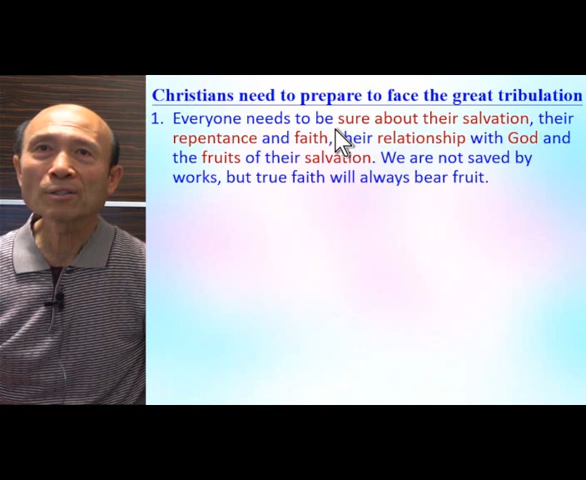 Christians need to prepare to face the great tribulation
1. Everyone needs to be sure about their salvation, their
repentance and faith, their relationship with God and
the fruits of their salvation. We are not saved by
works, but true faith will always bear fruit.